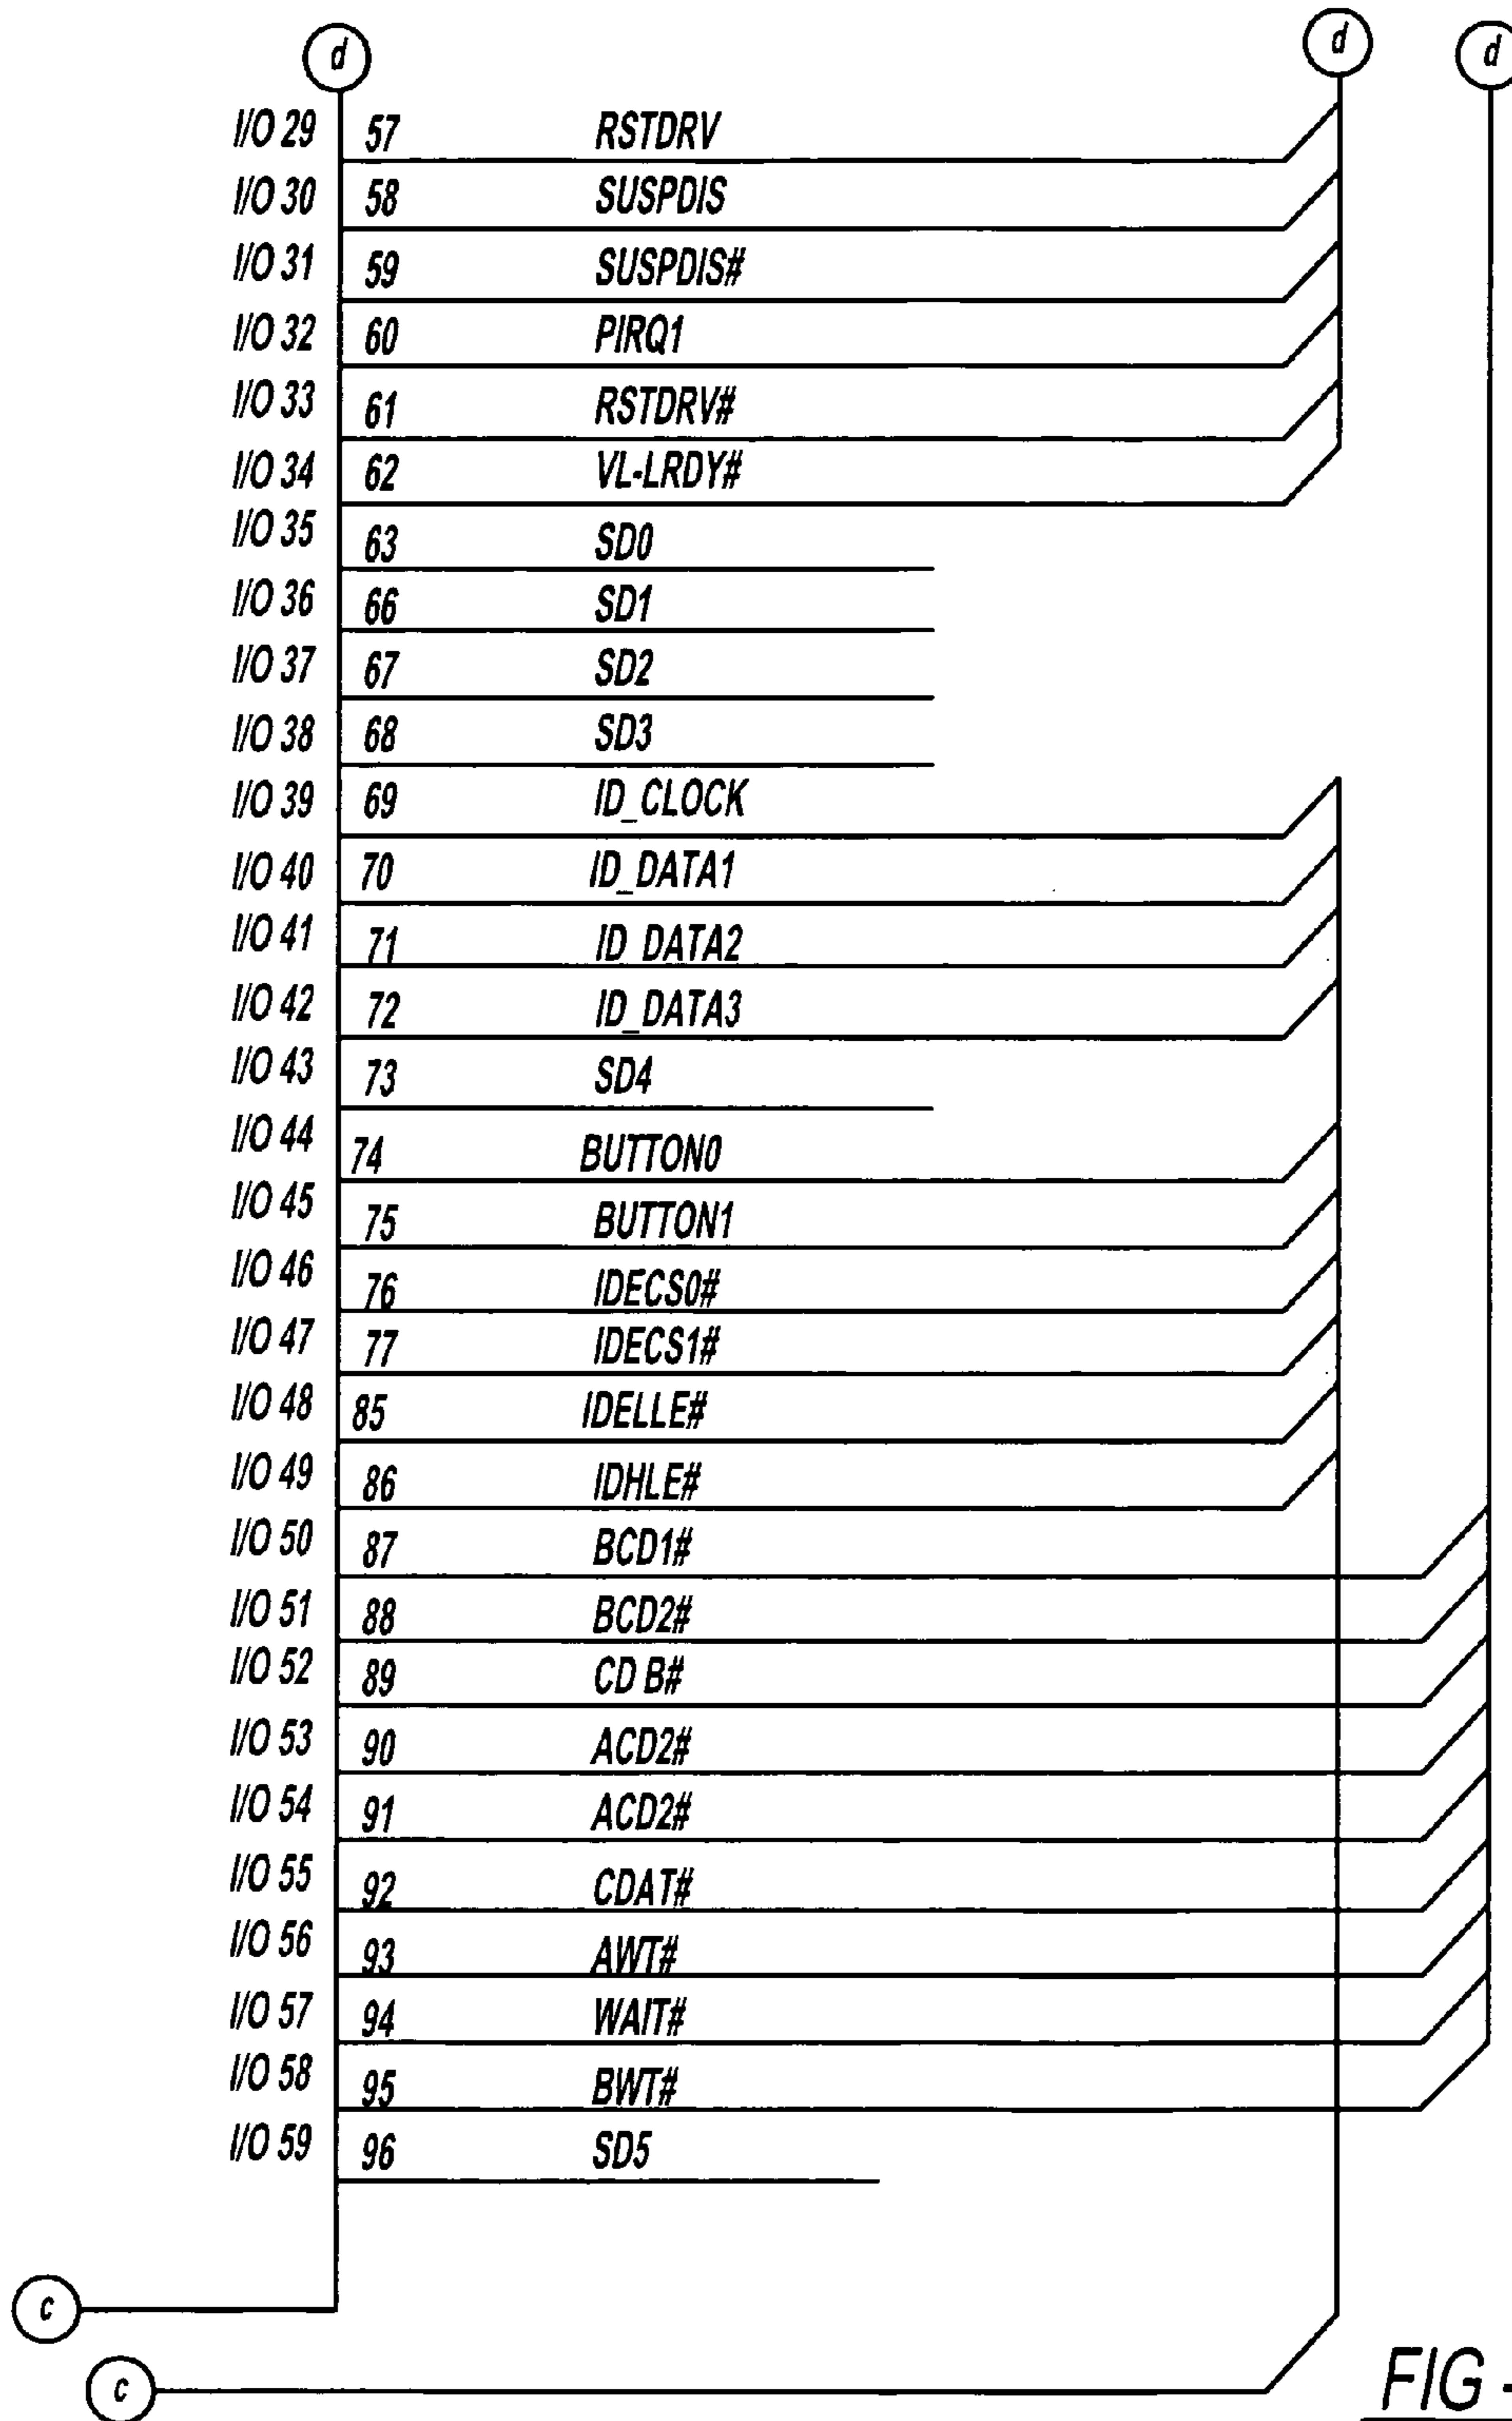 d d d
I/O 29 57 RSTDRV
I/O 30 58 SUSPDIS
I/O 31 59 SUSPDIS#
I/O 32 60 PIRQ1
I/O 33 61 RSTDRV#
I/O 34 62 VL-LRDY#
I/O 35 63 SD0
I/O 36 66 SD1
I/O 37 67 SD2
I/O 38 68 SD3
I/O 39 69 ID_CLOCK
I/O 40 70 ID_DATA1
I/O 41 71 ID DATA2
I/O 42 72 ID_DATA3
I/O 43 73 SD4
I/O 44 74 BUTTON0
I/O 45 75 BUTTON1
I/O 46 76 IDECS0#
I/O 47 77 IDECS1#
I/O 48 85 IDELLE#
I/O 49 86 IDHLE#
I/O 50 87 BCD1#
I/O 51 88 BCD2#
I/O 52 89 CD B#
I/O 53 90 ACD2#
I/O 54 91 ACD2#
I/O 55 92 CDAT#
I/O 56 93 AWT#
I/O 57 94 WAIT#
I/O 58 95 BWT#
I/O 59 96 SD5
c
c
FIG -